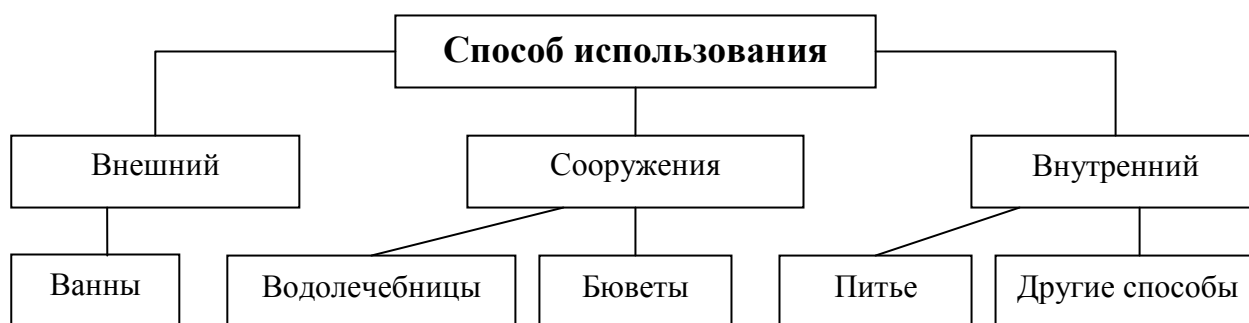 Способ использования
Внешний
Сооружения
Внутренний
Ванны
Водолечебницы
Бюветы
Питье
Другие способы